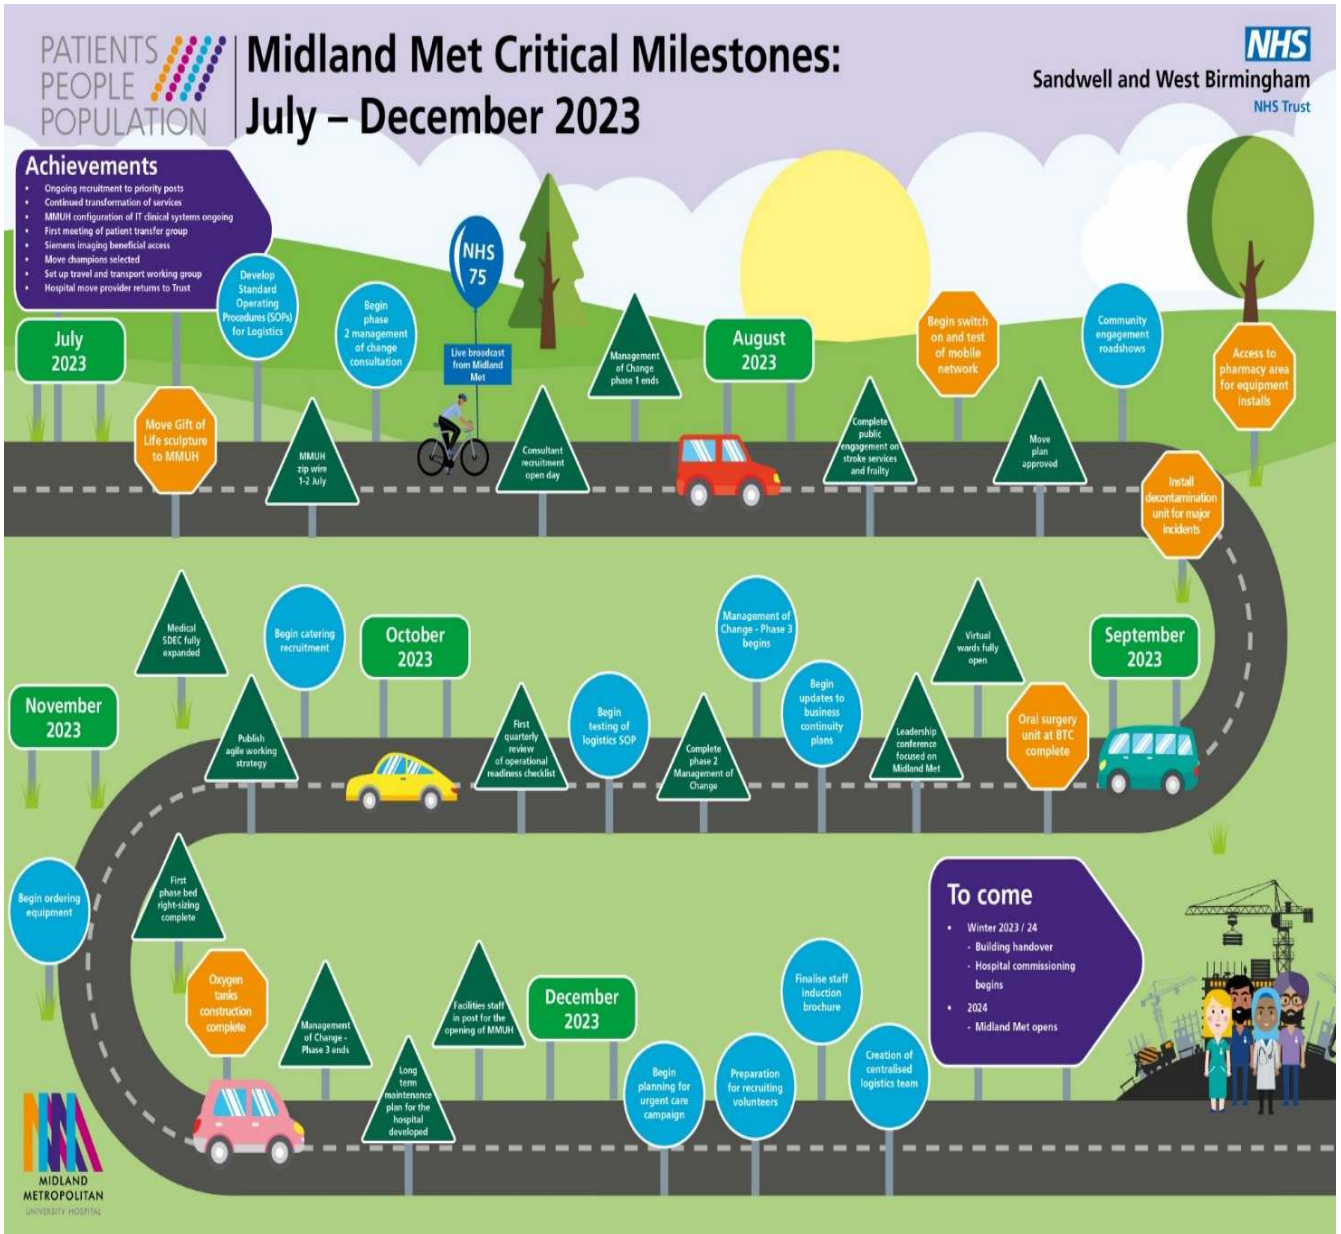 PATIENTS
PEOPLE
POPULATION
Midland Met Critical Milestones:
July – December 2023
NHS
Sandwell and West Birmingham
NHS Trust
Achievements
• Ongoing recruitment to priority posts
• Continued transformation of services
• MMUH configuration of IT clinical systems ongoing
• First meeting of patient transfer group
• Siemens imaging beneficial access
• Move champions selected
• Set up travel and transport working group
• Hospital move provider returns to Trust
July
2023
Move Gift of
Life sculpture
to MMUH
Develop
Standard
Operating
Procedures (SOPs)
for Logistics
MMUH
zip wire
1-2 July
Begin
phase
2 management
of change
consultation
NHS
75
Live broadcast
from Midland
Met
Consultant
recruitment
open day
Management
of Change
phase 1 ends
August
2023
Complete
public
engagement on
stroke services
and frailty
Begin switch
on and test
of mobile
network
Move
plan
approved
Community
engagement
roadshows
Access to
pharmacy area
for equipment
installs
Install
decontamination
unit for major
incidents
September
2023
Oral surgery
unit at BTC
complete
Virtual
wards fully
open
Leadership
conference
focused on
Midland Met
Begin
updates to
business
continuity
plans
Management of
Change - Phase 3
begins
Complete
phase 2
Management of
Change
Begin
testing of
logistics SOP
First
quarterly
review
of operational
readiness checklist
October
2023
Begin catering
recruitment
Publish
agile working
strategy
Medical
SDEC fully
expanded
November
2023
Begin ordering
equipment
First
phase bed
right-sizing
complete
Oxygen
tanks
construction
complete
Management
of Change -
Phase 3 ends
Long
term
maintenance
plan for the
hospital
developed
Facilities staff
in post for the
opening of MMUH
December
2023
Begin
planning for
urgent care
campaign
Preparation
for recruiting
volunteers
Finalise staff
induction
brochure
Creation of
centralised
logistics team
To come
• Winter 2023 / 24
- Building handover
- Hospital commissioning
begins
• 2024
- Midland Met opens
MIDLAND
METROPOLITAN
UNIVERSITY HOSPITAL